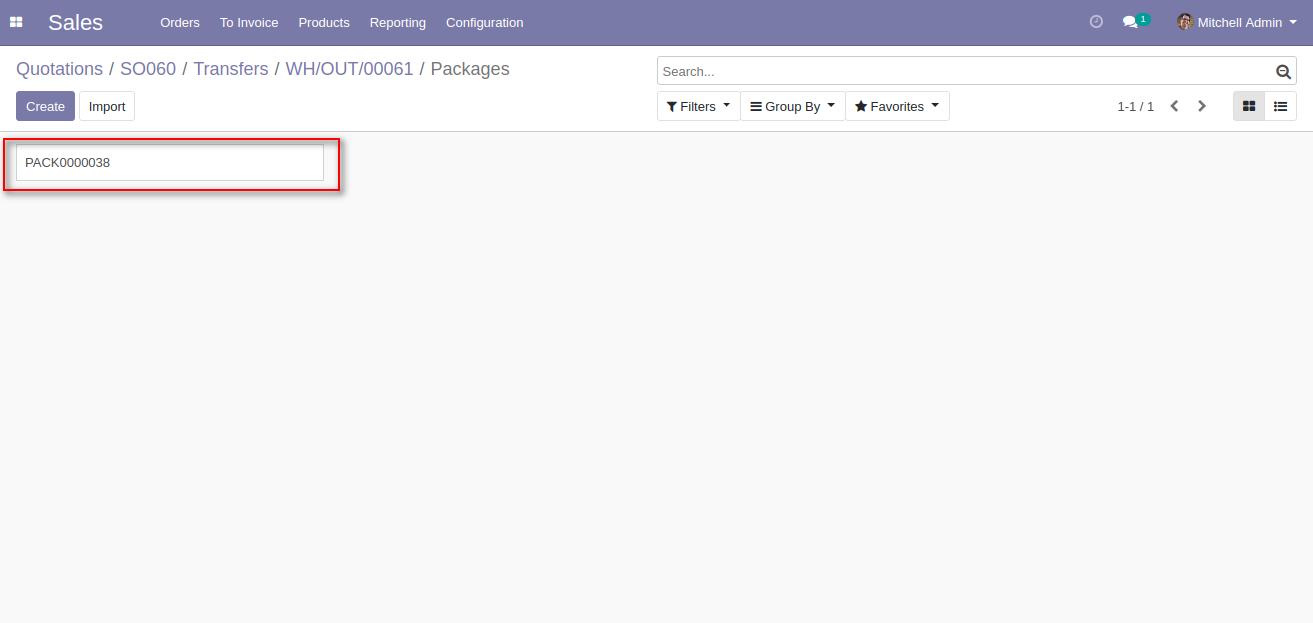 Sales Orders To Invoice Products Reporting Configuration 1 Mitchell Admin
Quotations / SO060 / Transfers / WH/OUT/00061 / Packages
Search...
Create Import Filters Group By Favorites 1-1 / 1
PACK0000038